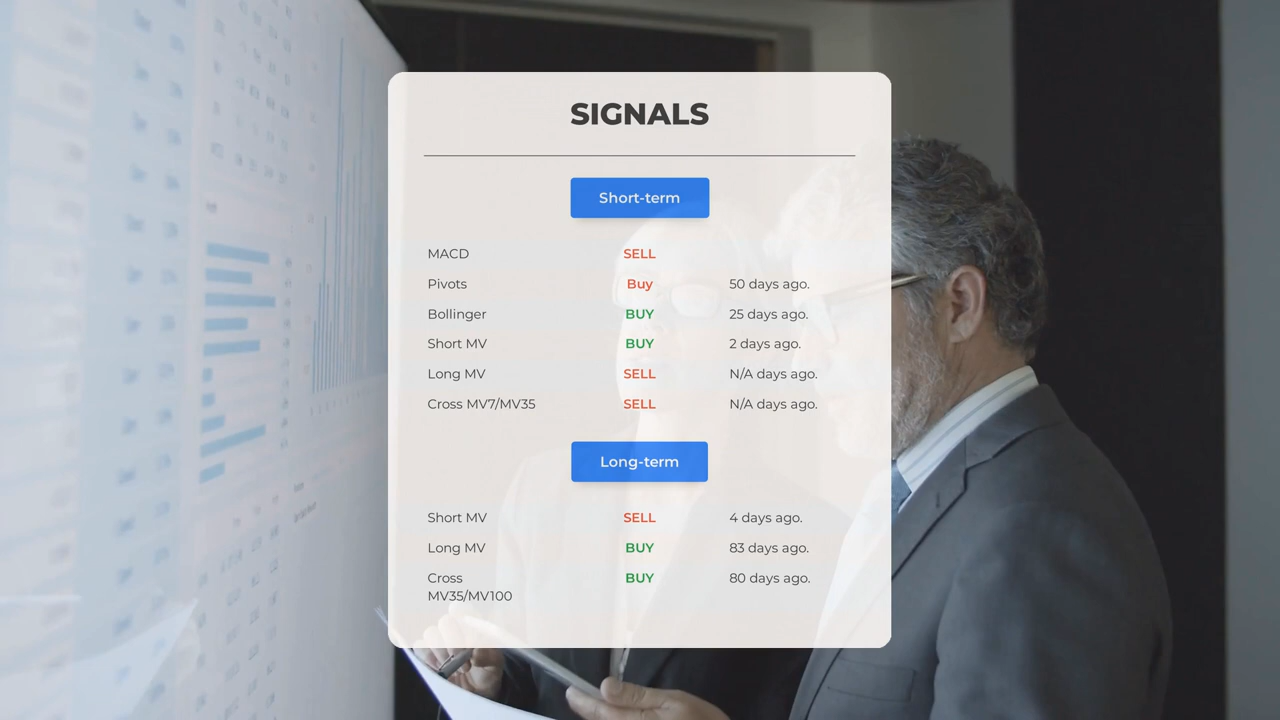 SIGNALS
Short-term
MACD SELL
Pivots Buy 50 days ago.
Bollinger BUY 25 days ago.
Short MV BUY 2 days ago.
Long MV SELL N/A days ago.
Cross MV7/MV35 SELL N/A days ago.
Long-term
Short MV SELL 4 days ago.
Long MV BUY 83 days ago.
Cross BUY 80 days ago.
MV35/MV100